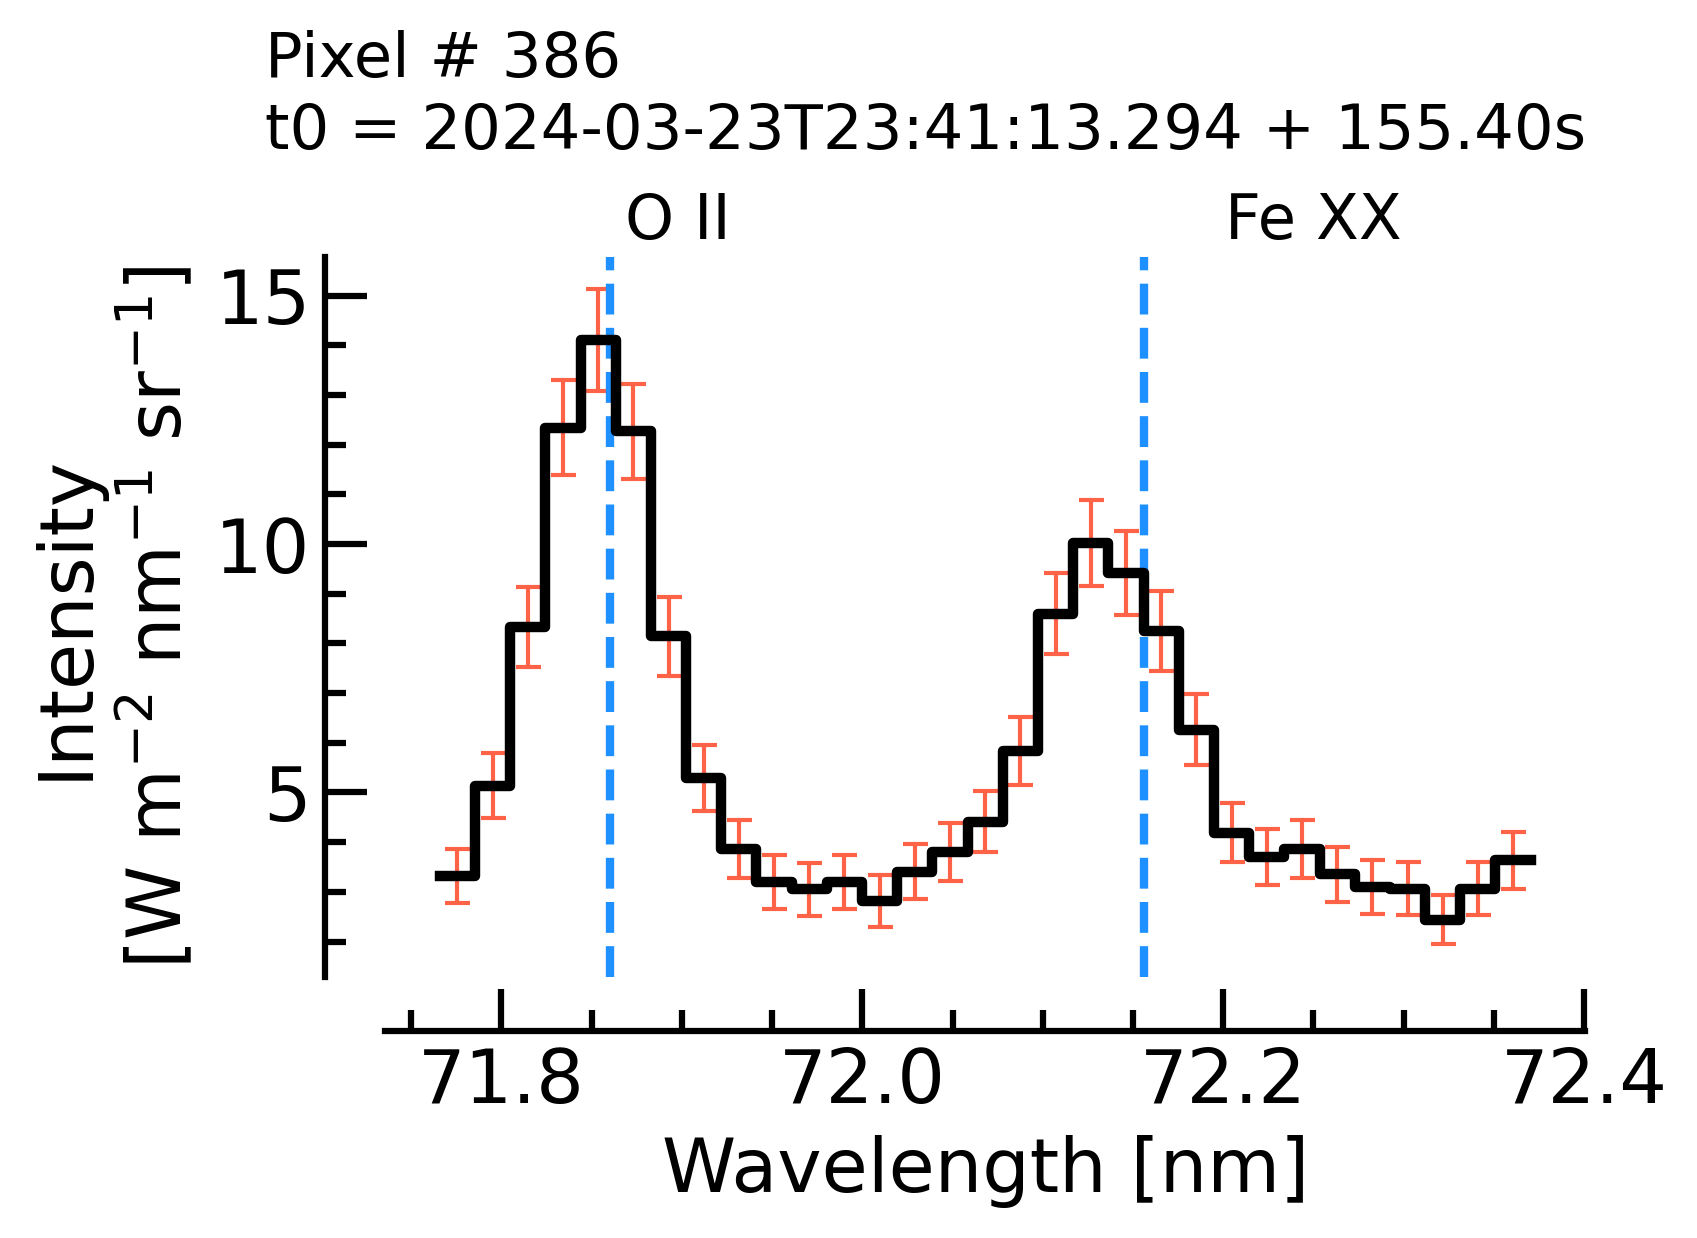 Pixel # 386
t0 = 2024-03-23T23:41:13.294 + 155.40s
O II
Fe XX
Intensity
[W m⁻² nm⁻¹ sr⁻¹]
15
10
5
71.8
72.0
72.2
72.4
Wavelength [nm]